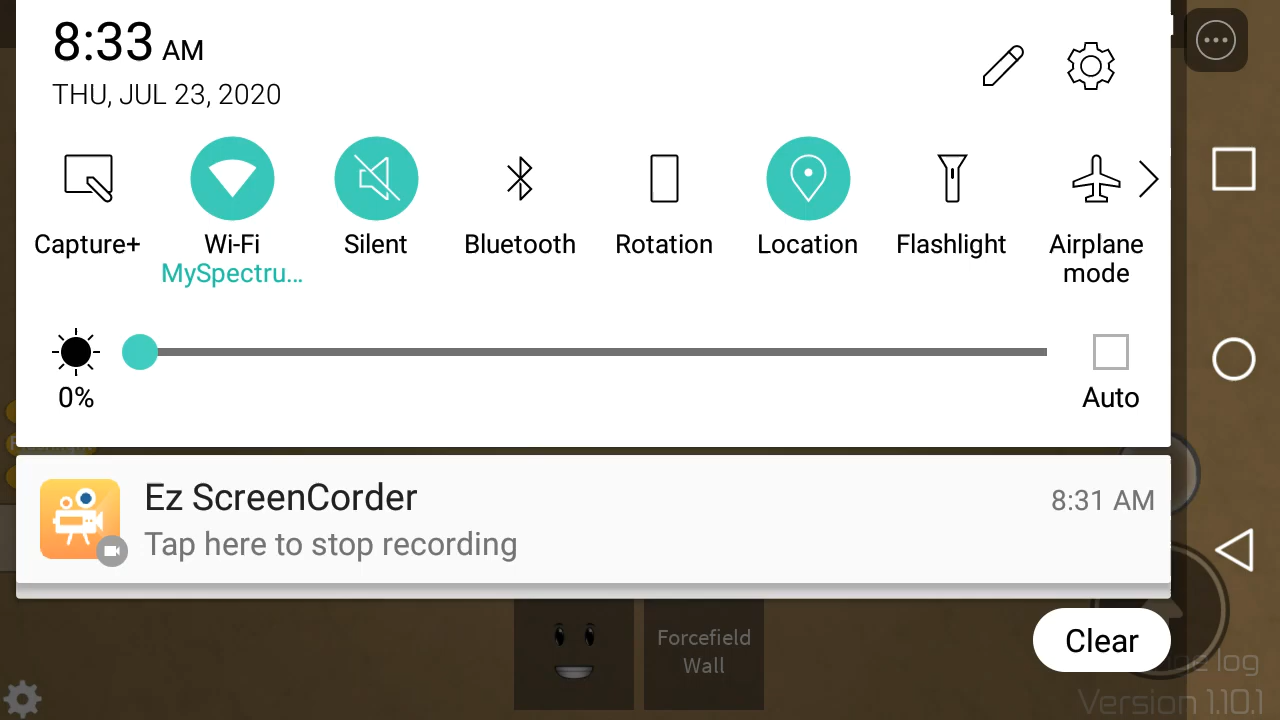 8:33 AM
THU, JUL 23, 2020
Capture+
Wi-Fi
MySpectru...
Silent
Bluetooth
Rotation
Location
Flashlight
Airplane
mode
0%
Auto
Ez ScreenCorder
8:31 AM
Tap here to stop recording
Forcefield
Wall
Clear
log
Version 1.10.1